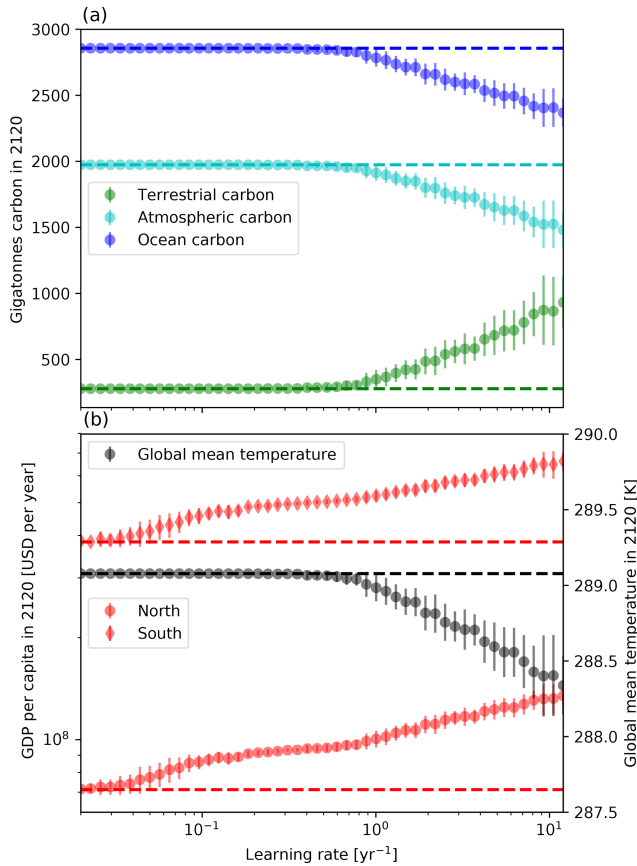 (a)
Gigatonnes carbon in 2120
3000
2500
2000
1500
1000
500
Terrestrial carbon
Atmospheric carbon
Ocean carbon
(b)
GDP per capita in 2120 [USD per year]
10⁸
Global mean temperature
North
South
290.0
289.5
289.0
288.5
288.0
287.5
Global mean temperature in 2120 [K]
10⁻¹ 10⁰ 10¹
Learning rate [yr⁻¹]